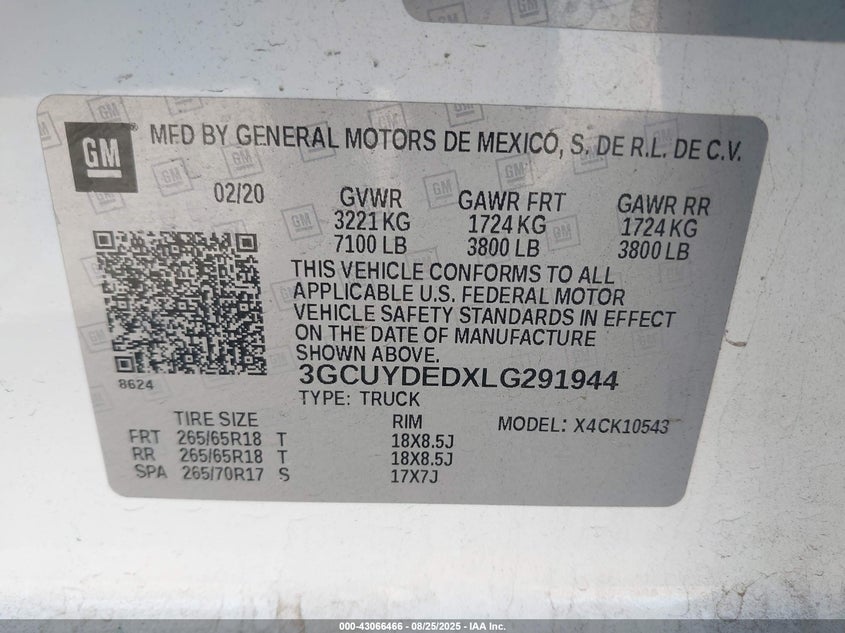 GM
MFD BY GENERAL MOTORS DE MEXICO, S. DE R.L. DE C.V.
02/20
GVWR GAWR FRT GAWR RR
3221 KG 1724 KG 1724 KG
7100 LB 3800 LB 3800 LB
THIS VEHICLE CONFORMS TO ALL
APPLICABLE U.S. FEDERAL MOTOR
VEHICLE SAFETY STANDARDS IN EFFECT
ON THE DATE OF MANUFACTURE
SHOWN ABOVE.
8624
3GCUYDEDXLG291944
TYPE: TRUCK
TIRE SIZE RIM MODEL: X4CK10543
FRT 265/65R18 T 18X8.5J
RR 265/65R18 T 18X8.5J
SPA 265/70R17 S 17X7J
000-43066466 - 08/25/2025 - IAA Inc.